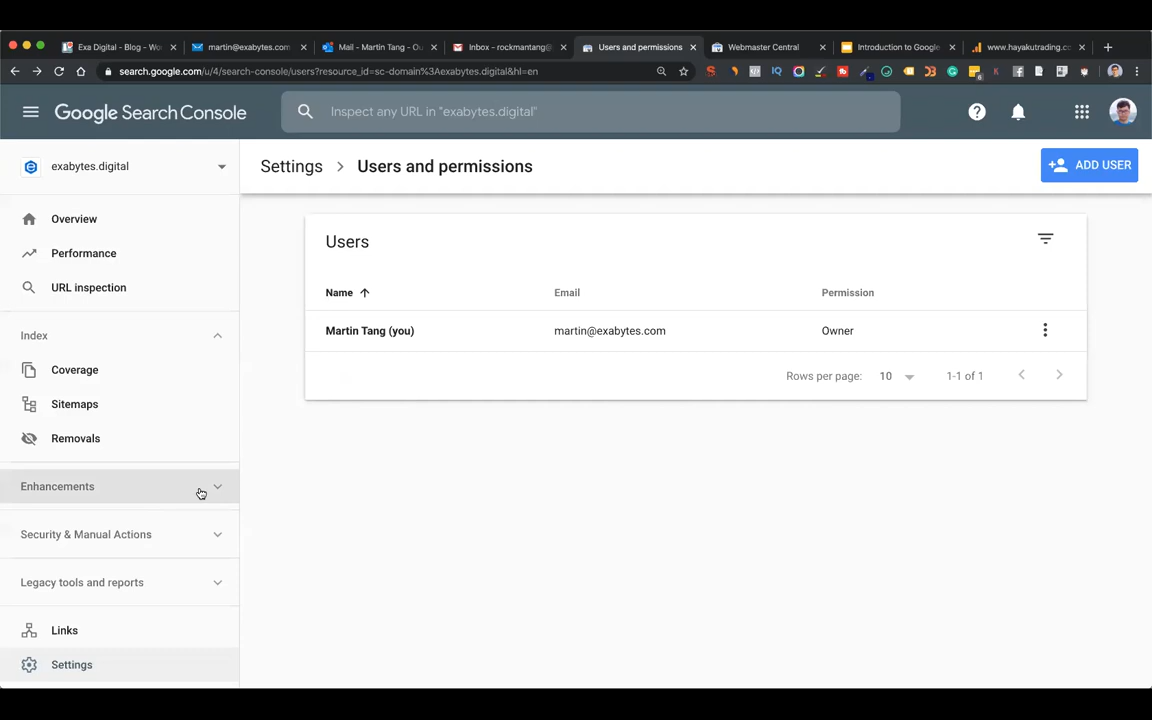 Exa Digital - Blog - Wo
martin@exabytes.com
Mail - Martin Tang - Ou
Inbox - rockmantang@
Users and permissions
Webmaster Central
Introduction to Google
www.hayakutrading.c
search.google.com/u/4/search-console/users?resource_id=sc-domain%3Aexabytes.digital&hl=en
Google Search Console
Inspect any URL in "exabytes.digital"
exabytes.digital
Settings > Users and permissions
ADD USER
Overview
Performance
URL inspection
Index
Coverage
Sitemaps
Removals
Enhancements
Security & Manual Actions
Legacy tools and reports
Links
Settings
Users
Name
Email
Permission
Martin Tang (you)
martin@exabytes.com
Owner
Rows per page:
10
1-1 of 1